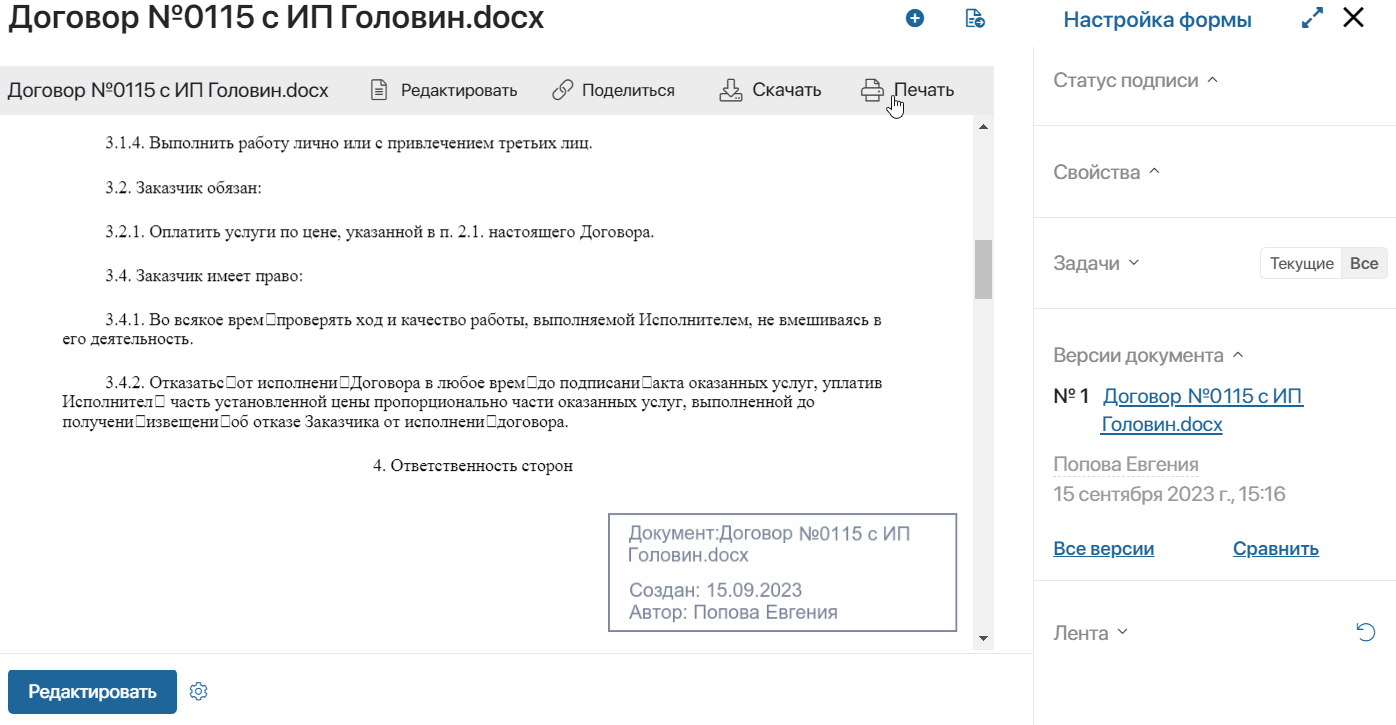 Договор №0115 с ИП Головин.docx
Настройка формы
Договор №0115 с ИП Головин.docx
Редактировать
Поделиться
Скачать
Печать
3.1.4. Выполнить работу лично или с привлечением третьих лиц.
3.2. Заказчик обязан:
3.2.1. Оплатить услуги по цене, указанной в п. 2.1. настоящего Договора.
3.4. Заказчик имеет право:
3.4.1. Во всякое врем□проверять ход и качество работы, выполняемой Исполнителем, не вмешиваясь в
его деятельность.
3.4.2. Отказатьс□от исполнени□Договора в любое врем□до подписани□акта оказанных услуг, уплатив
Исполнител□ часть установленной цены пропорционально части оказанных услуг, выполненной до
получени□извещени□об отказе Заказчика от исполнени□договора.
4. Ответственность сторон
Документ:Договор №0115 с ИП
Головин.docx
Создан: 15.09.2023
Автор: Попова Евгения
Редактировать
Статус подписи
Свойства
Задачи
Текущие
Все
Версии документа
№ 1 Договор №0115 с ИП
Головин.docx
Попова Евгения
15 сентября 2023 г., 15:16
Все версии
Сравнить
Лента